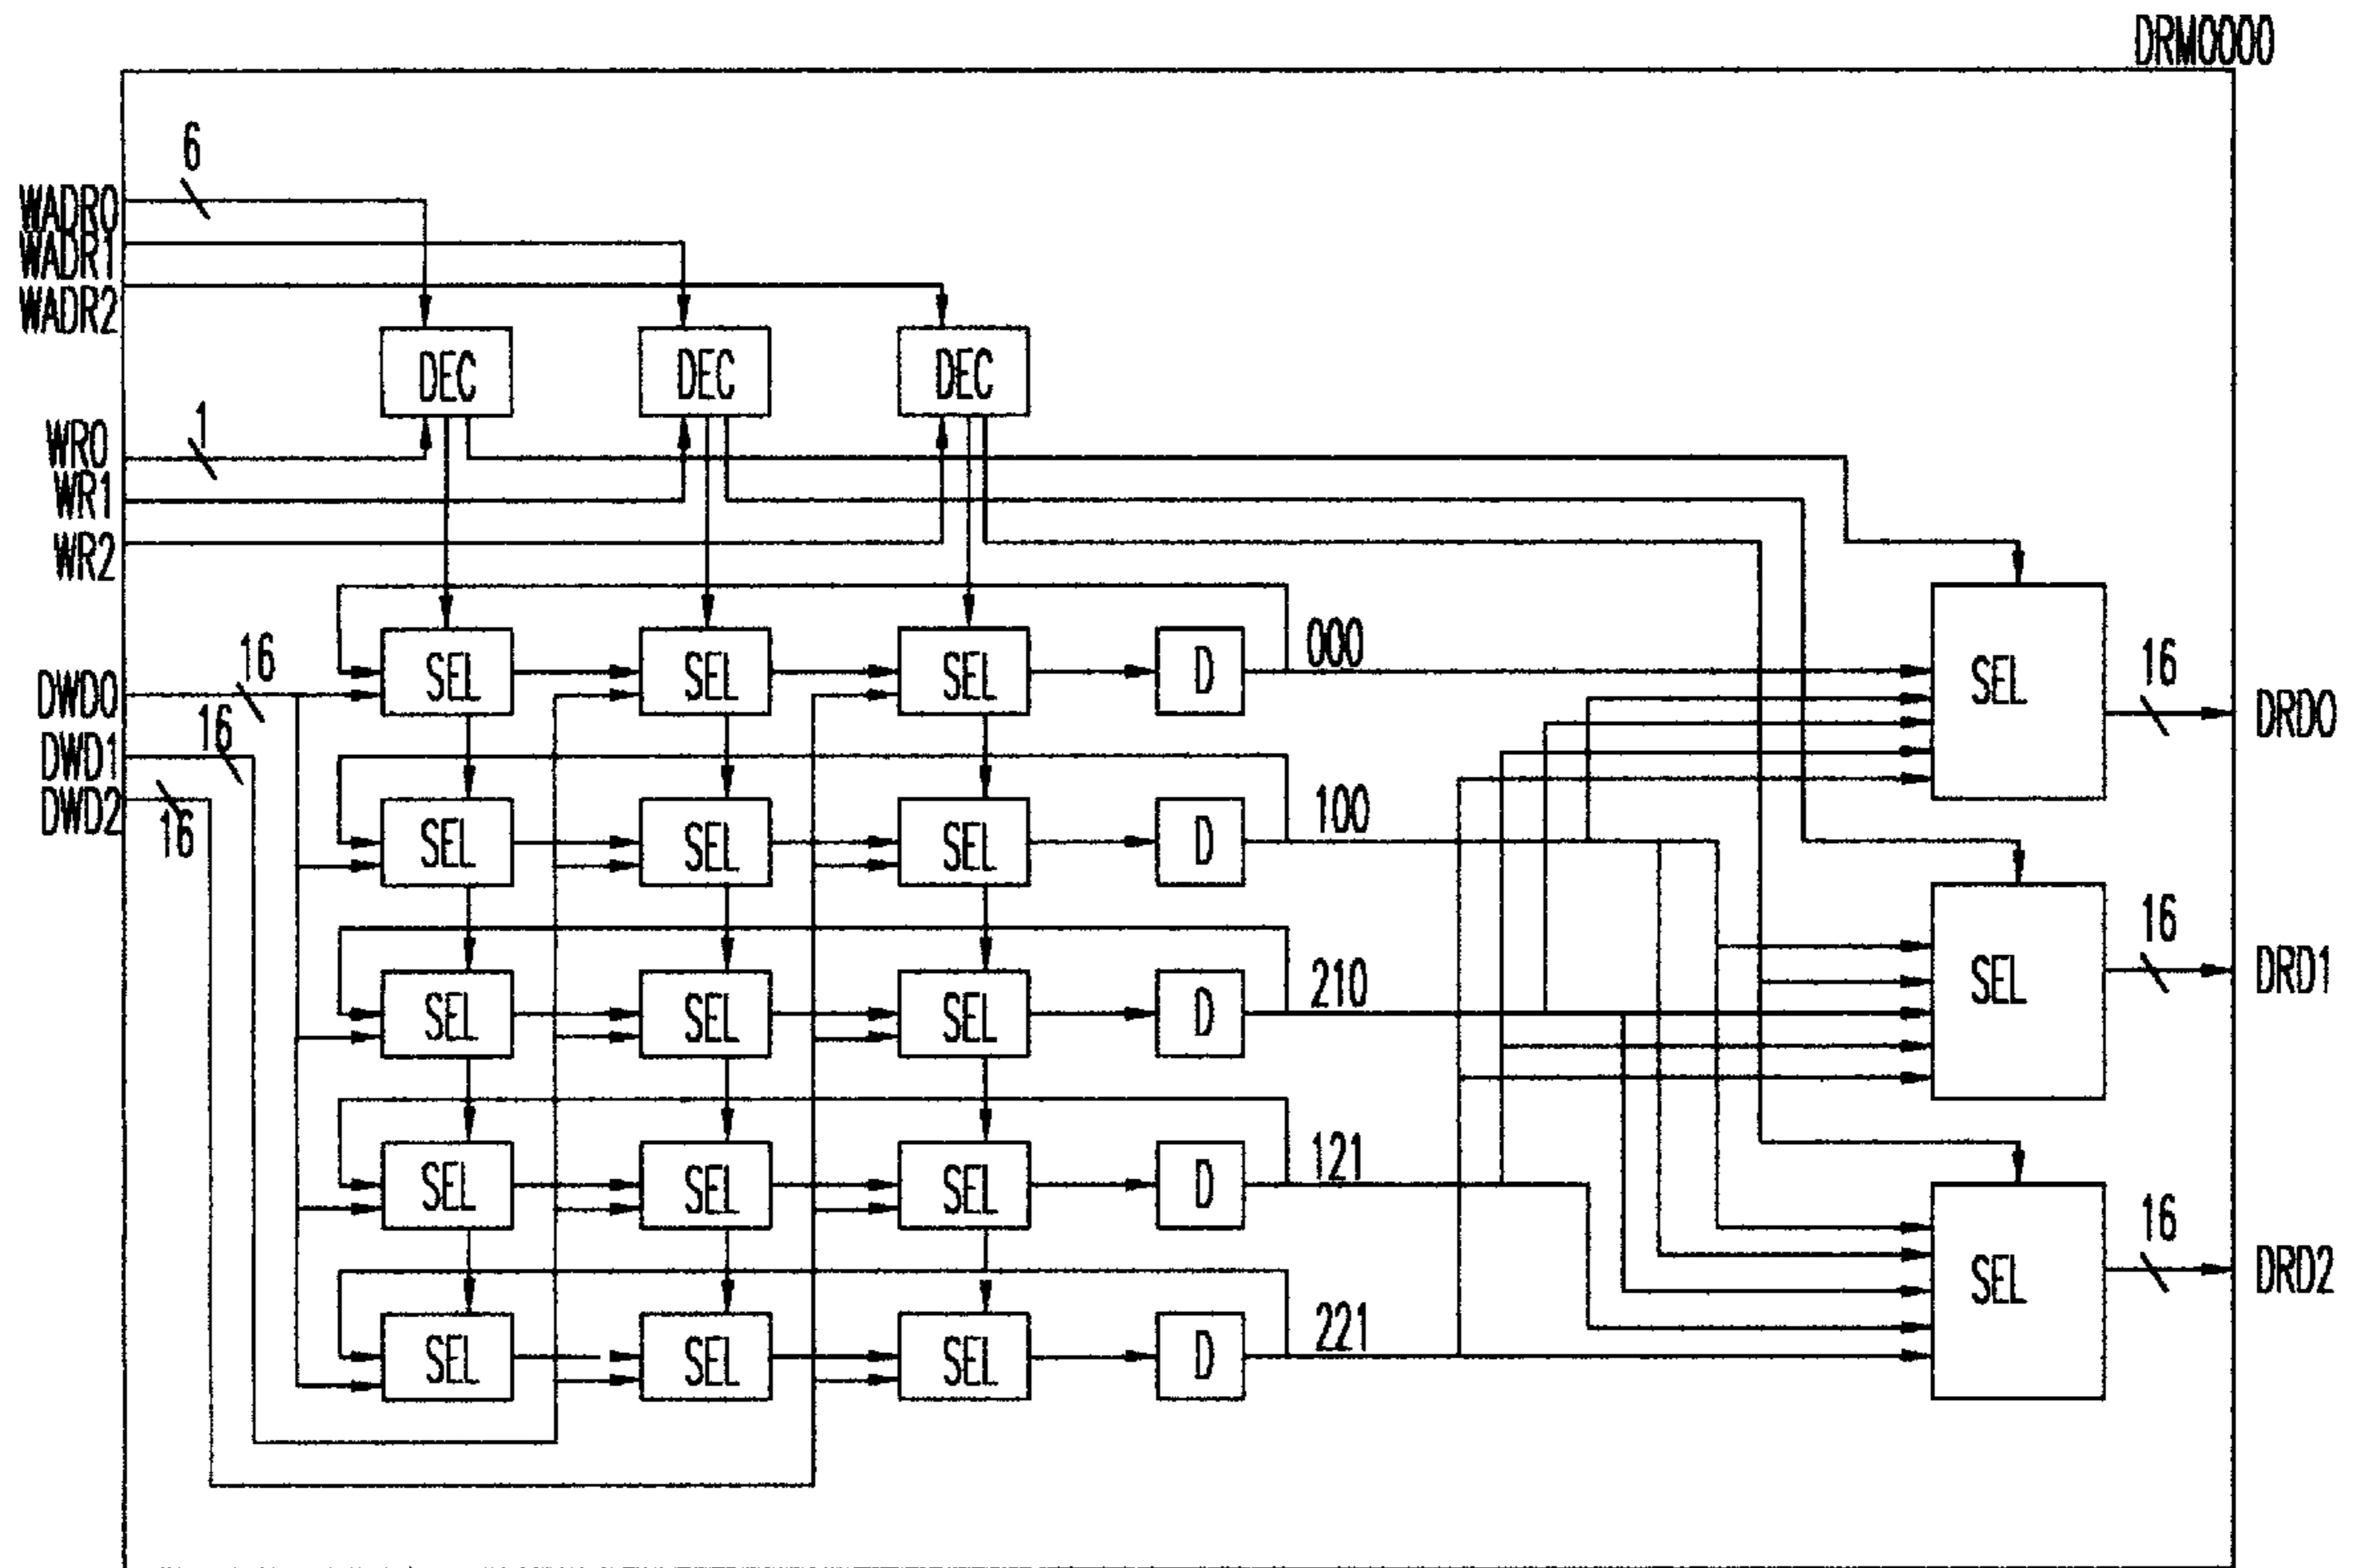 DRM0000
6
WADR0
WADR1
WADR2
DEC DEC DEC
1
WR0
WR1
WR2
000
16
SEL SEL SEL D SEL 16
DWD0 DRD0
16
DWD1
DWD2
16
100
SEL SEL SEL D
16
210
SEL SEL SEL D SEL DRD1
121
SEL SEL SEL D
16
SEL DRD2
221
SEL SEL SEL D